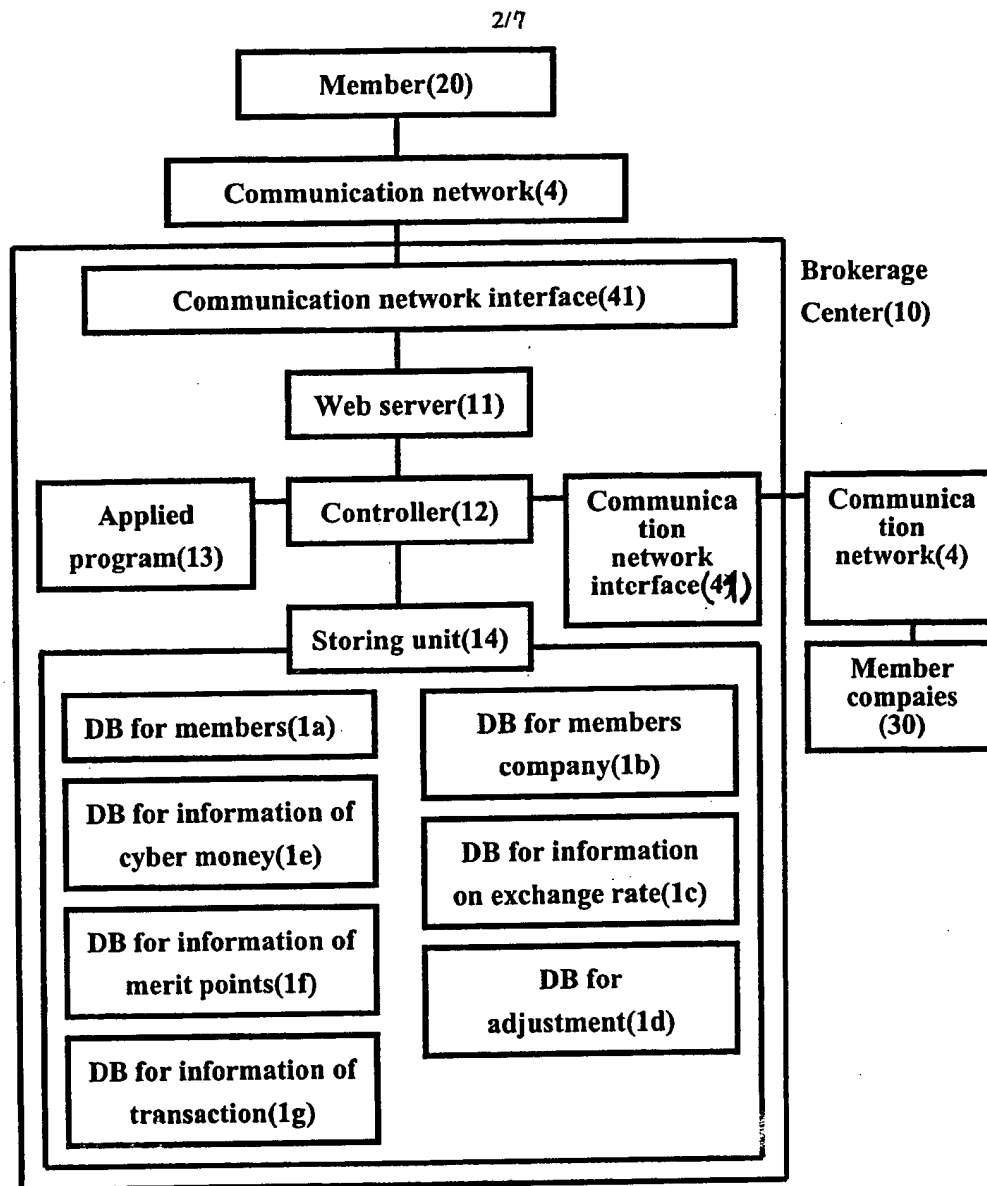 2/7
Member(20)
Communication network(4)
Brokerage
Center(10)
Communication network interface(41)
Web server(11)
Applied
program(13)
Controller(12)
Communica
tion
network
interface(41)
Communica
tion
network(4)
Storing unit(14)
Member
compaies
(30)
DB for members(1a)
DB for members
company(1b)
DB for information of
cyber money(1e)
DB for information
on exchange rate(1c)
DB for information of
merit points(1f)
DB for
adjustment(1d)
DB for information of
transaction(1g)